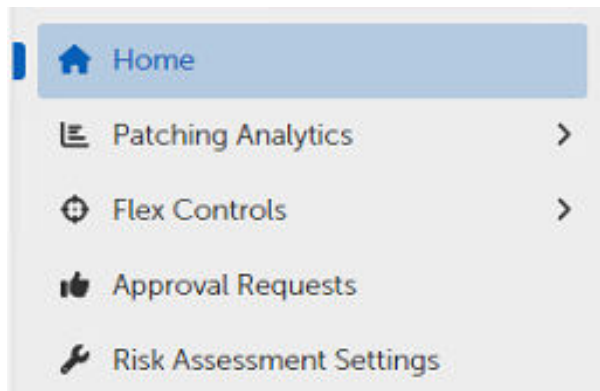 Home
Patching Analytics
Flex Controls
Approval Requests
Risk Assessment Settings